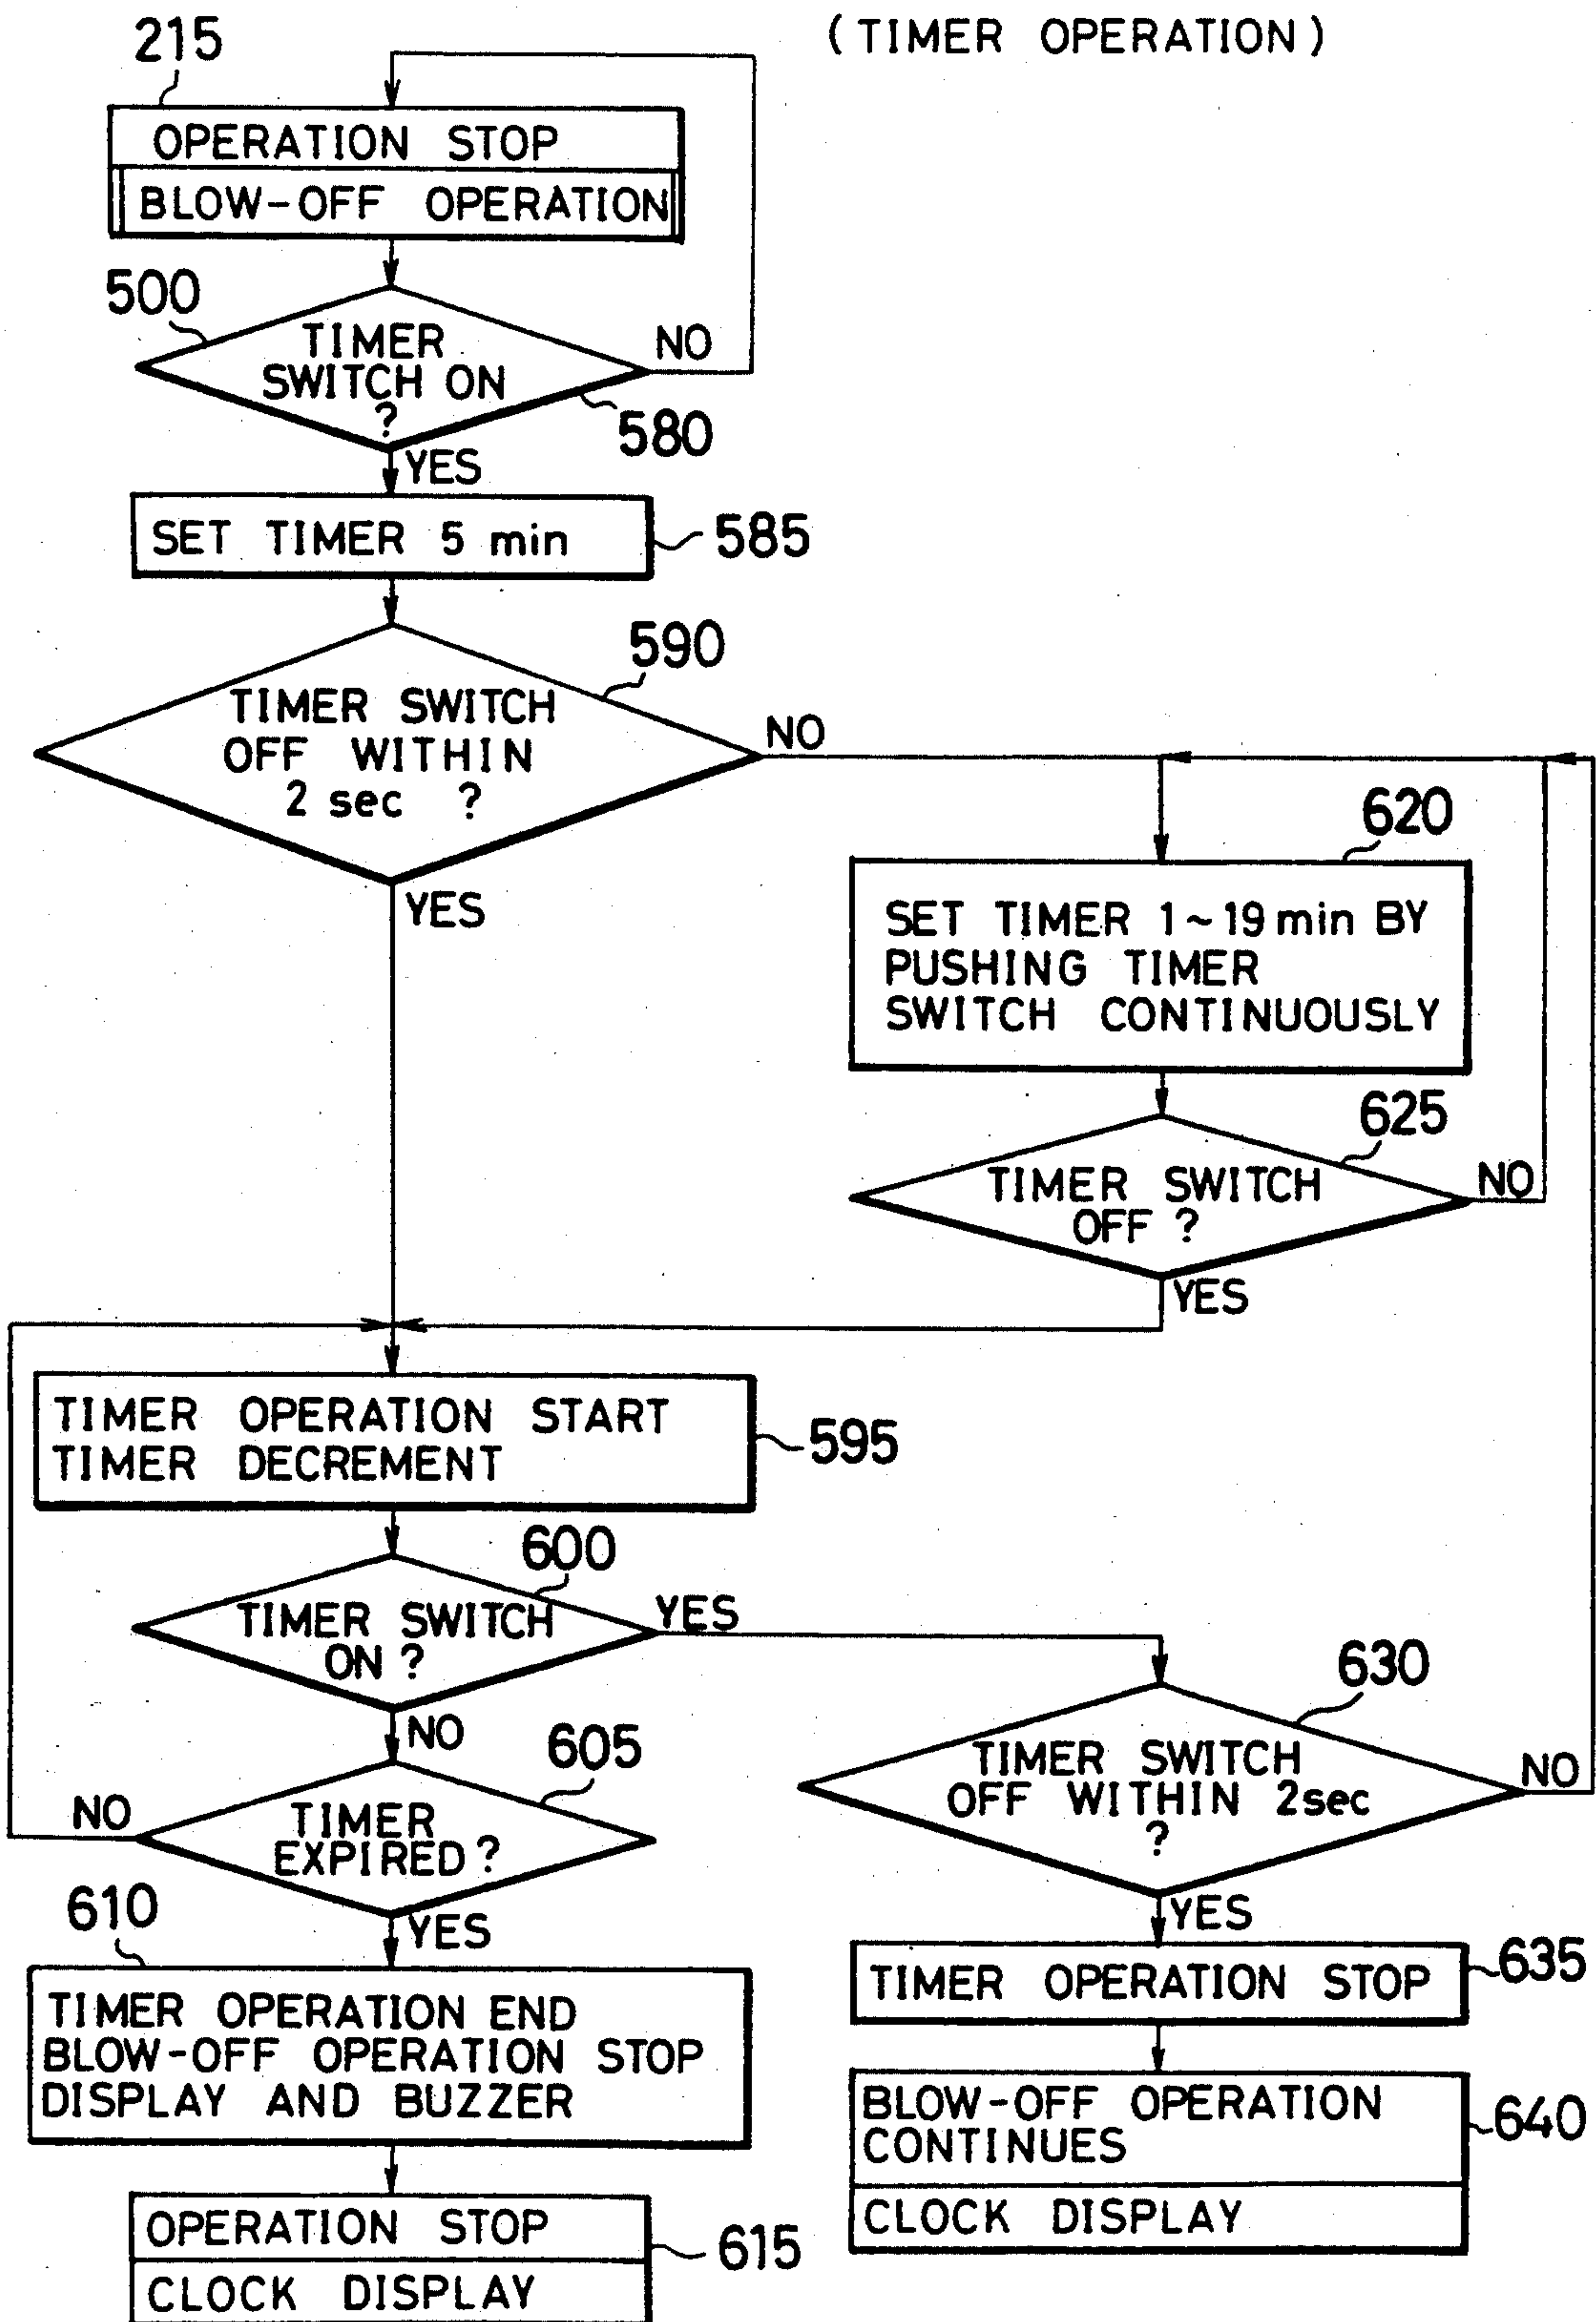 (TIMER OPERATION)
215
OPERATION STOP
BLOW-OFF OPERATION
500
TIMER
SWITCH ON
?
NO
580
YES
SET TIMER 5 min
585
590
TIMER SWITCH
OFF WITHIN
2 sec ?
NO
YES
620
SET TIMER 1~19 min BY
PUSHING TIMER
SWITCH CONTINUOUSLY
625
TIMER SWITCH
OFF ?
NO
YES
TIMER OPERATION START
TIMER DECREMENT
595
600
TIMER SWITCH
ON ?
YES
NO
630
TIMER SWITCH
OFF WITHIN 2sec
?
NO
YES
605
TIMER
EXPIRED ?
NO
YES
610
TIMER OPERATION END
BLOW-OFF OPERATION STOP
DISPLAY AND BUZZER
TIMER OPERATION STOP
635
BLOW-OFF OPERATION
CONTINUES
CLOCK DISPLAY
640
OPERATION STOP
CLOCK DISPLAY
615